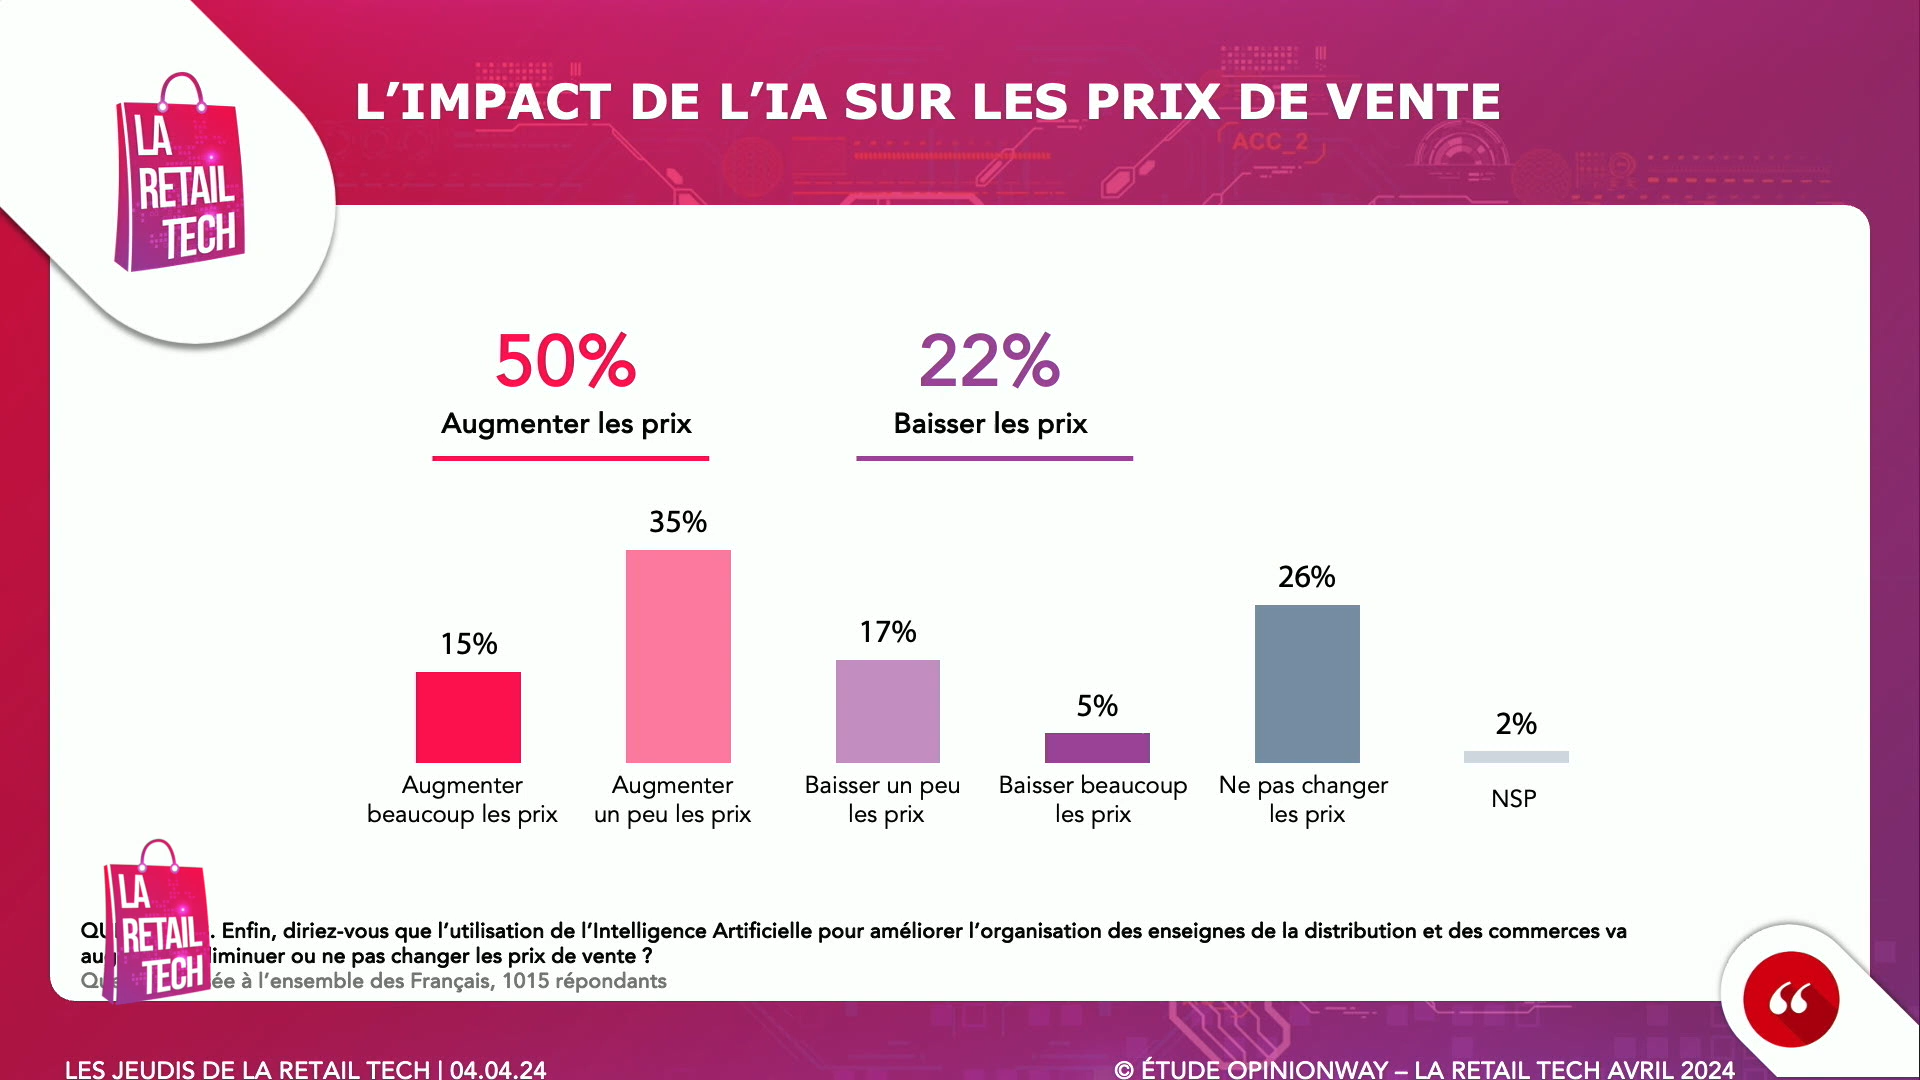 L’IMPACT DE L’IA SUR LES PRIX DE VENTE
ACC_2
LA
RETAIL
TECH
50%
22%
Augmenter les prix
Baisser les prix
15%
35%
17%
5%
26%
2%
Augmenter
beaucoup les prix
Augmenter
un peu les prix
Baisser un peu
les prix
Baisser beaucoup
les prix
Ne pas changer
les prix
NSP
LA
RETAIL
TECH
. Enfin, diriez-vous que l’utilisation de l’Intelligence Artificielle pour améliorer l’organisation des enseignes de la distribution et des commerces va
ou ne pas changer les prix de vente ?
à l’ensemble des Français, 1015 répondants
LES JEUDIS DE LA RETAIL TECH | 04.04.24
© ÉTUDE OPINIONWAY – LA RETAIL TECH AVRIL 2024